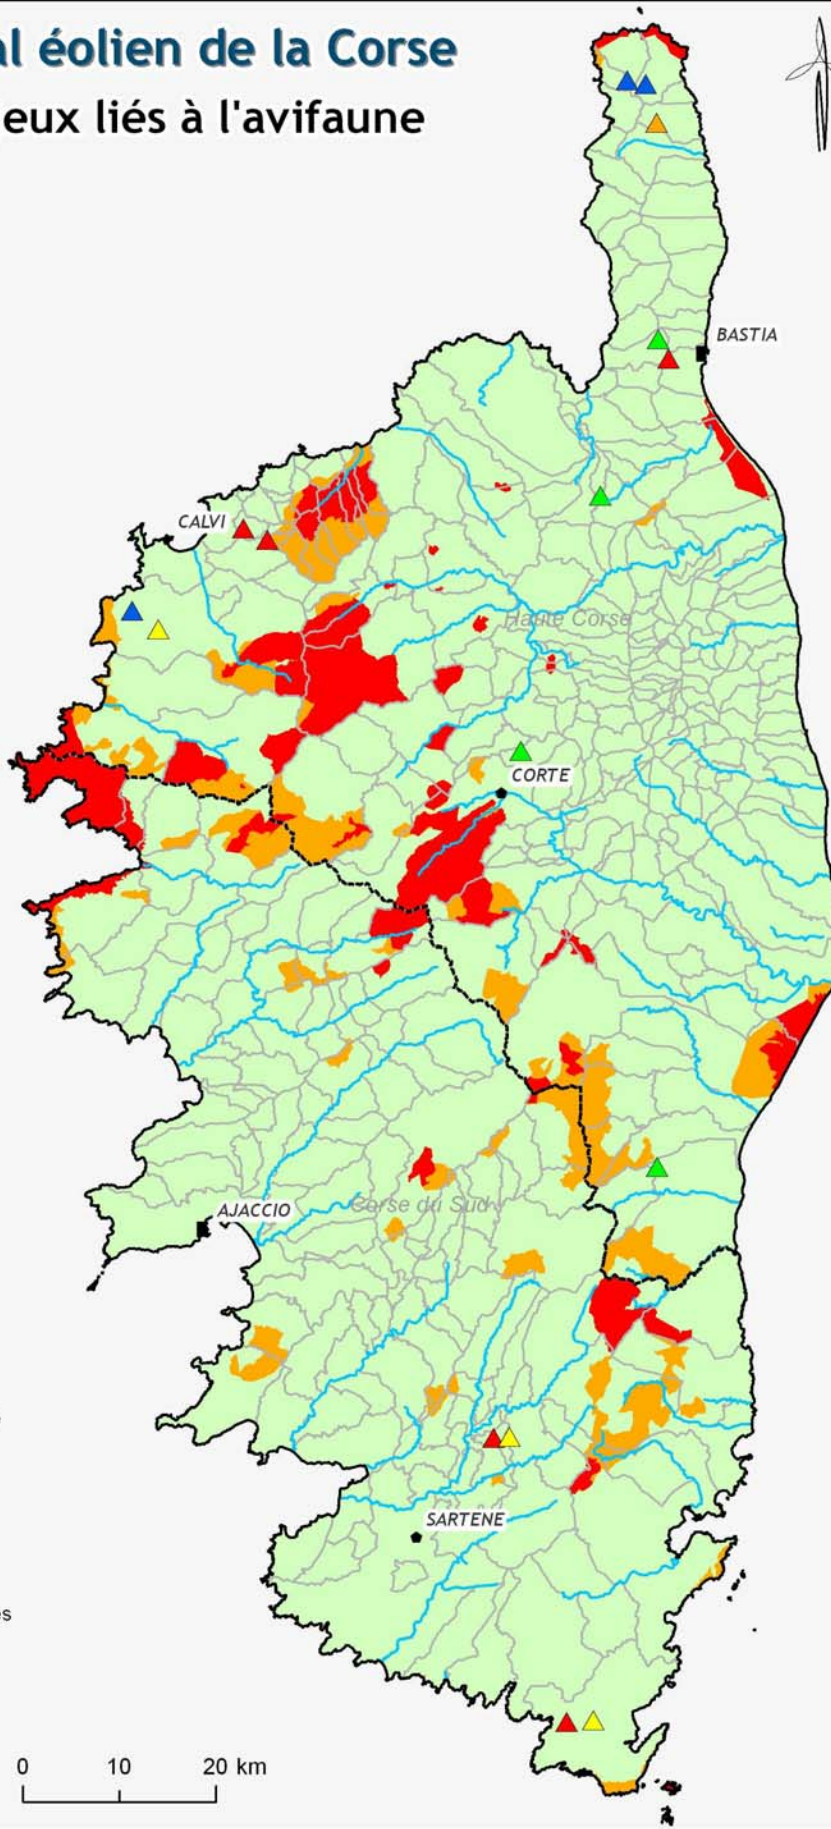 al éolien de la Corse
eux liés à l'avifaune
BASTIA
CALVI
Haute Corse
CORTE
AJACCIO
Corse du Sud
SARTENE
es
0 10 20 km